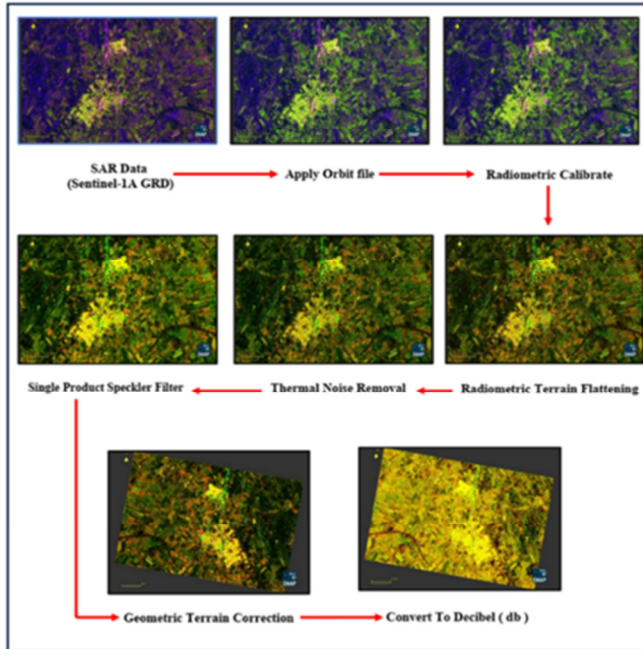 SAR Data
(Sentinel-1A GRD)
Apply Orbit file
Radiometric Calibrate
Single Product Speckler Filter
Thermal Noise Removal
Radiometric Terrain Flattening
Geometric Terrain Correction
Convert To Decibel ( db )